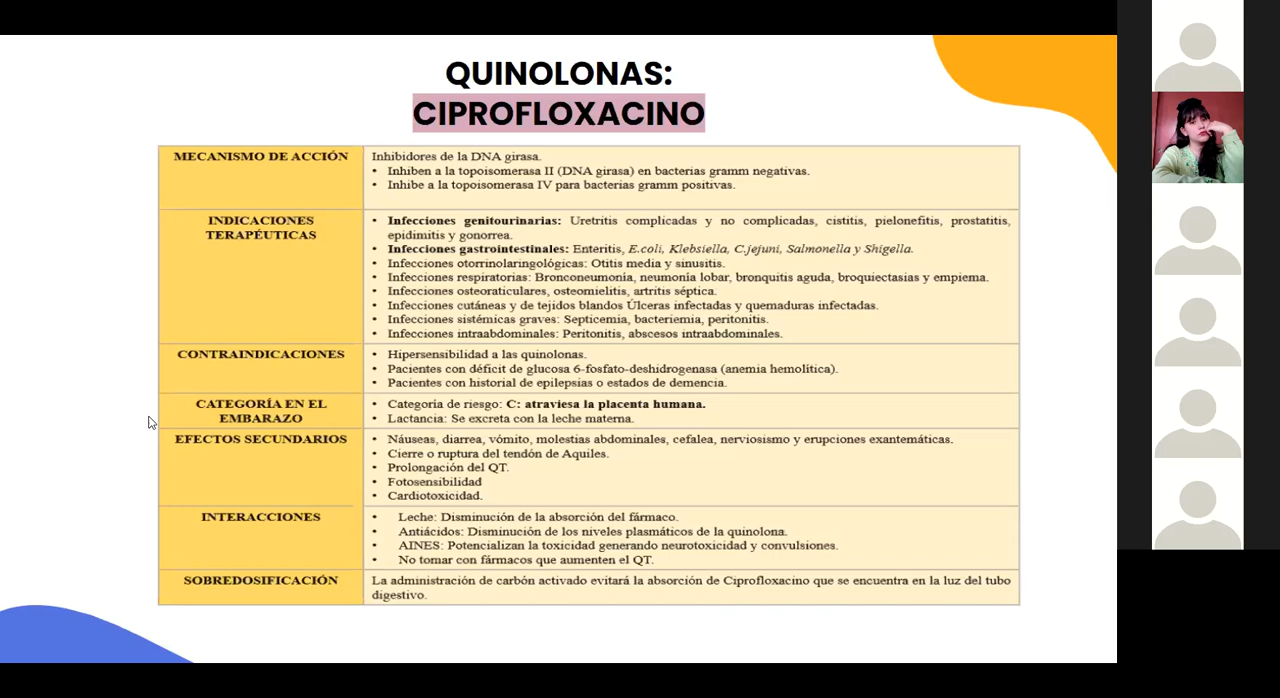 QUINOLONAS:
CIPROFLOXACINO
MECANISMO DE ACCIÓN
Inhibidores de la DNA girasa.
• Inhiben a la topoisomerasa II (DNA girasa) en bacterias gramm negativas.
• Inhibe a la topoisomerasa IV para bacterias gramm positivas.
INDICACIONES
TERAPÉUTICAS
• Infecciones genitourinarias: Uretritis complicadas y no complicadas, cistitis, pielonefitis, prostatitis,
epidimitis y gonorrea.
• Infecciones gastrointestinales: Enteritis, E.coli, Klebsiella, C.jejuni, Salmonella y Shigella.
• Infecciones otorrinolaringológicas: Otitis media y sinusitis.
• Infecciones respiratorias: Bronconeumonía, neumonía lobar, bronquitis aguda, broquiectasias y empiema.
• Infecciones osteoraticulares, osteomielitis, artritis séptica.
• Infecciones cutáneas y de tejidos blandos Úlceras infectadas y quemaduras infectadas.
• Infecciones sistémicas graves: Septicemia, bacteriemia, peritonitis.
• Infecciones intraabdominales: Peritonitis, abscesos intraabdominales.
CONTRAINDICACIONES
• Hipersensibilidad a las quinolonas.
• Pacientes con déficit de glucosa 6-fosfato-deshidrogenasa (anemia hemolítica).
• Pacientes con historial de epilepsias o estados de demencia.
CATEGORÍA EN EL
EMBARAZO
• Categoría de riesgo: C: atraviesa la placenta humana.
• Lactancia: Se excreta con la leche materna.
EFECTOS SECUNDARIOS
• Náuseas, diarrea, vómito, molestias abdominales, cefalea, nerviosismo y erupciones exantemáticas.
• Cierre o ruptura del tendón de Aquiles.
• Prolongación del QT.
• Fotosensibilidad
• Cardiotoxicidad.
INTERACCIONES
• Leche: Disminución de la absorción del fármaco.
• Antiácidos: Disminución de los niveles plasmáticos de la quinolona.
• AINES: Potencializan la toxicidad generando neurotoxicidad y convulsiones.
• No tomar con fármacos que aumenten el QT.
SOBREDOSIFICACIÓN
La administración de carbón activado evitará la absorción de Ciprofloxacino que se encuentra en la luz del tubo
digestivo.